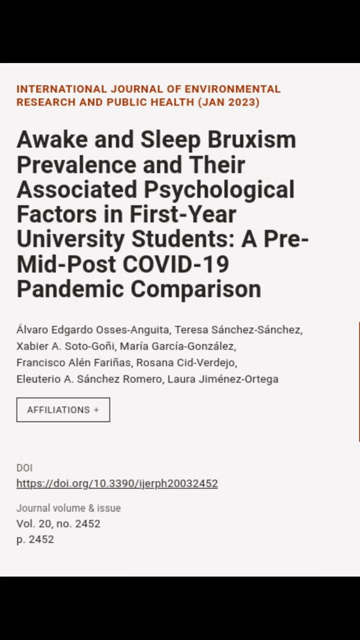 INTERNATIONAL JOURNAL OF ENVIRONMENTAL
RESEARCH AND PUBLIC HEALTH (JAN 2023)
Awake and Sleep Bruxism
Prevalence and Their
Associated Psychological
Factors in First-Year
University Students: A Pre-
Mid-Post COVID-19
Pandemic Comparison
Álvaro Edgardo Osses-Anguita, Teresa Sánchez-Sánchez,
Xabier A. Soto-Goñi, María García-González,
Francisco Alén Fariñas, Rosana Cid-Verdejo,
Eleuterio A. Sánchez Romero, Laura Jiménez-Ortega
AFFILIATIONS +
DOI
https://doi.org/10.3390/ijerph20032452
Journal volume & issue
Vol. 20, no. 2452
p. 2452